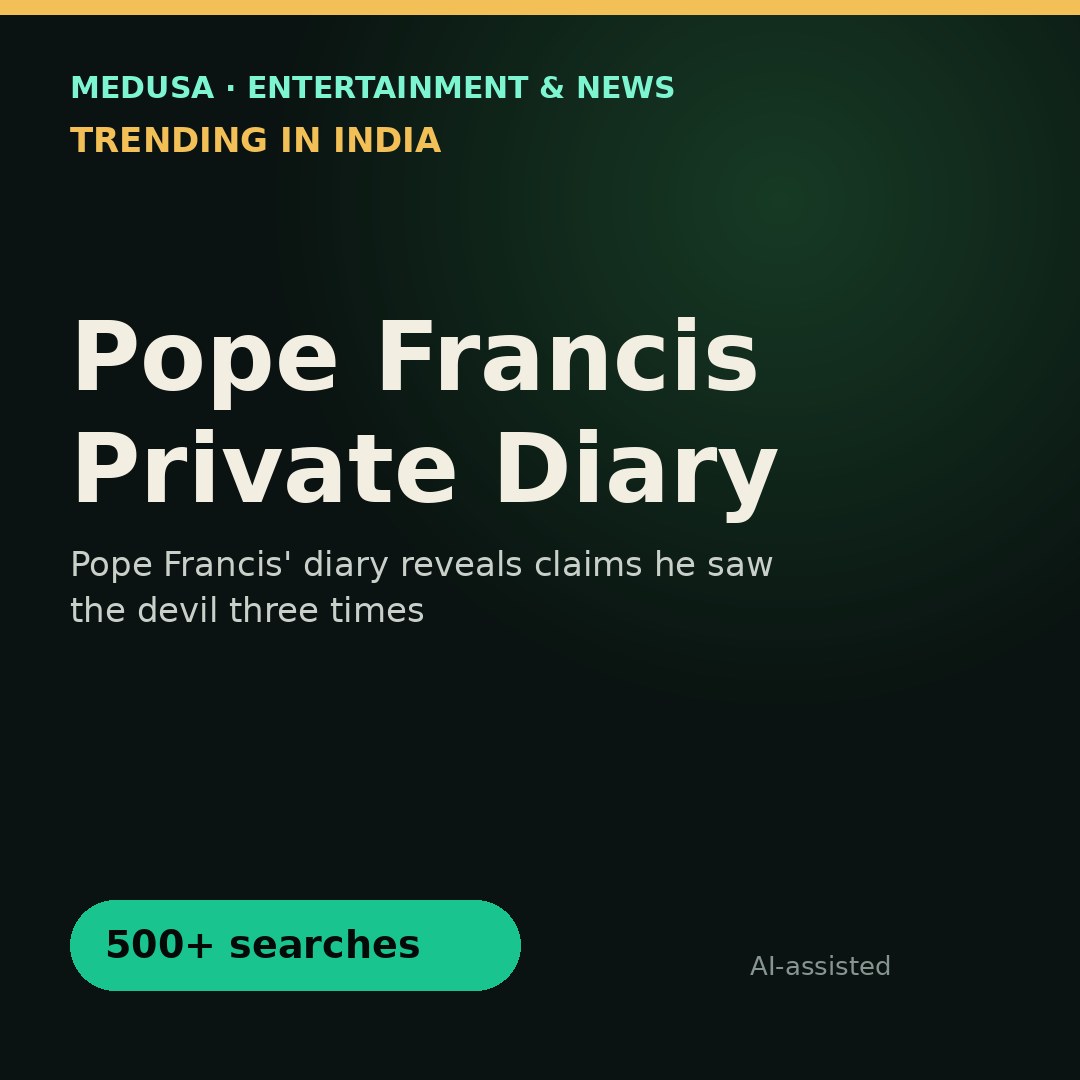 MEDUSA · ENTERTAINMENT & NEWS
TRENDING IN INDIA
Pope Francis
Private Diary
Pope Francis' diary reveals claims he saw
the devil three times
500+ searches
AI-assisted